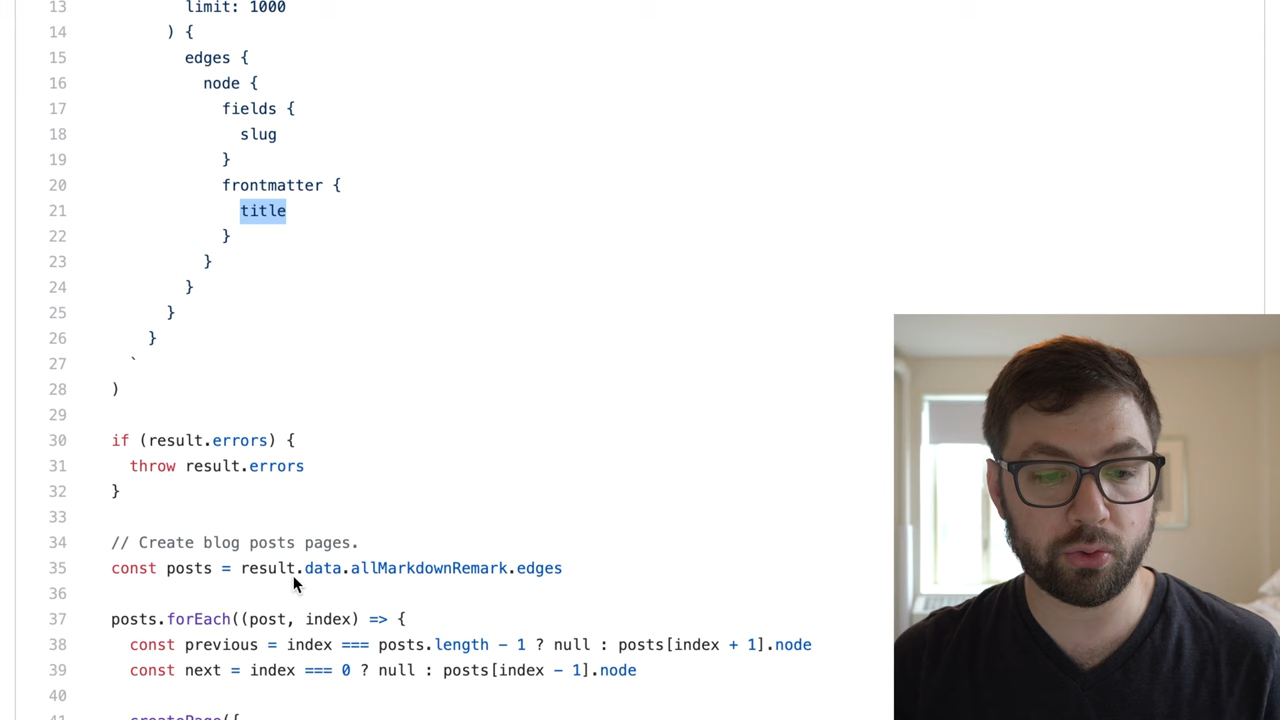 13 limit: 1000
14 ) {
15 edges {
16 node {
17 fields {
18 slug
19 }
20 frontmatter {
21 title
22 }
23 }
24 }
25 }
26 }
27 `
28 )
29
30 if (result.errors) {
31 throw result.errors
32 }
33
34 // Create blog posts pages.
35 const posts = result.data.allMarkdownRemark.edges
36
37 posts.forEach((post, index) => {
38 const previous = index === posts.length - 1 ? null : posts[index + 1].node
39 const next = index === 0 ? null : posts[index - 1].node
40
41 createPage({